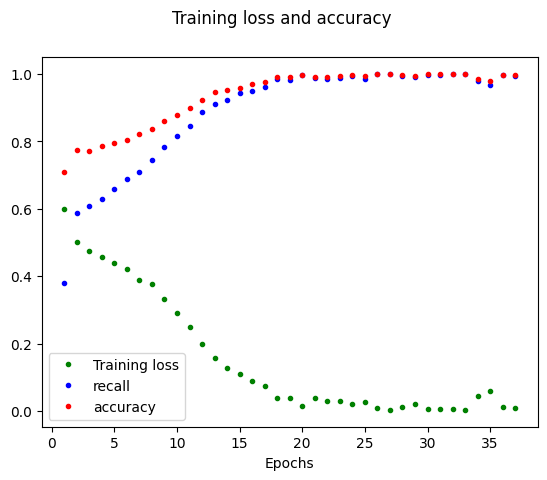 Training loss and accuracy
1.0
0.8
0.6
0.4
0.2
0.0
Training loss
recall
accuracy
0 5 10 15 20 25 30 35
Epochs